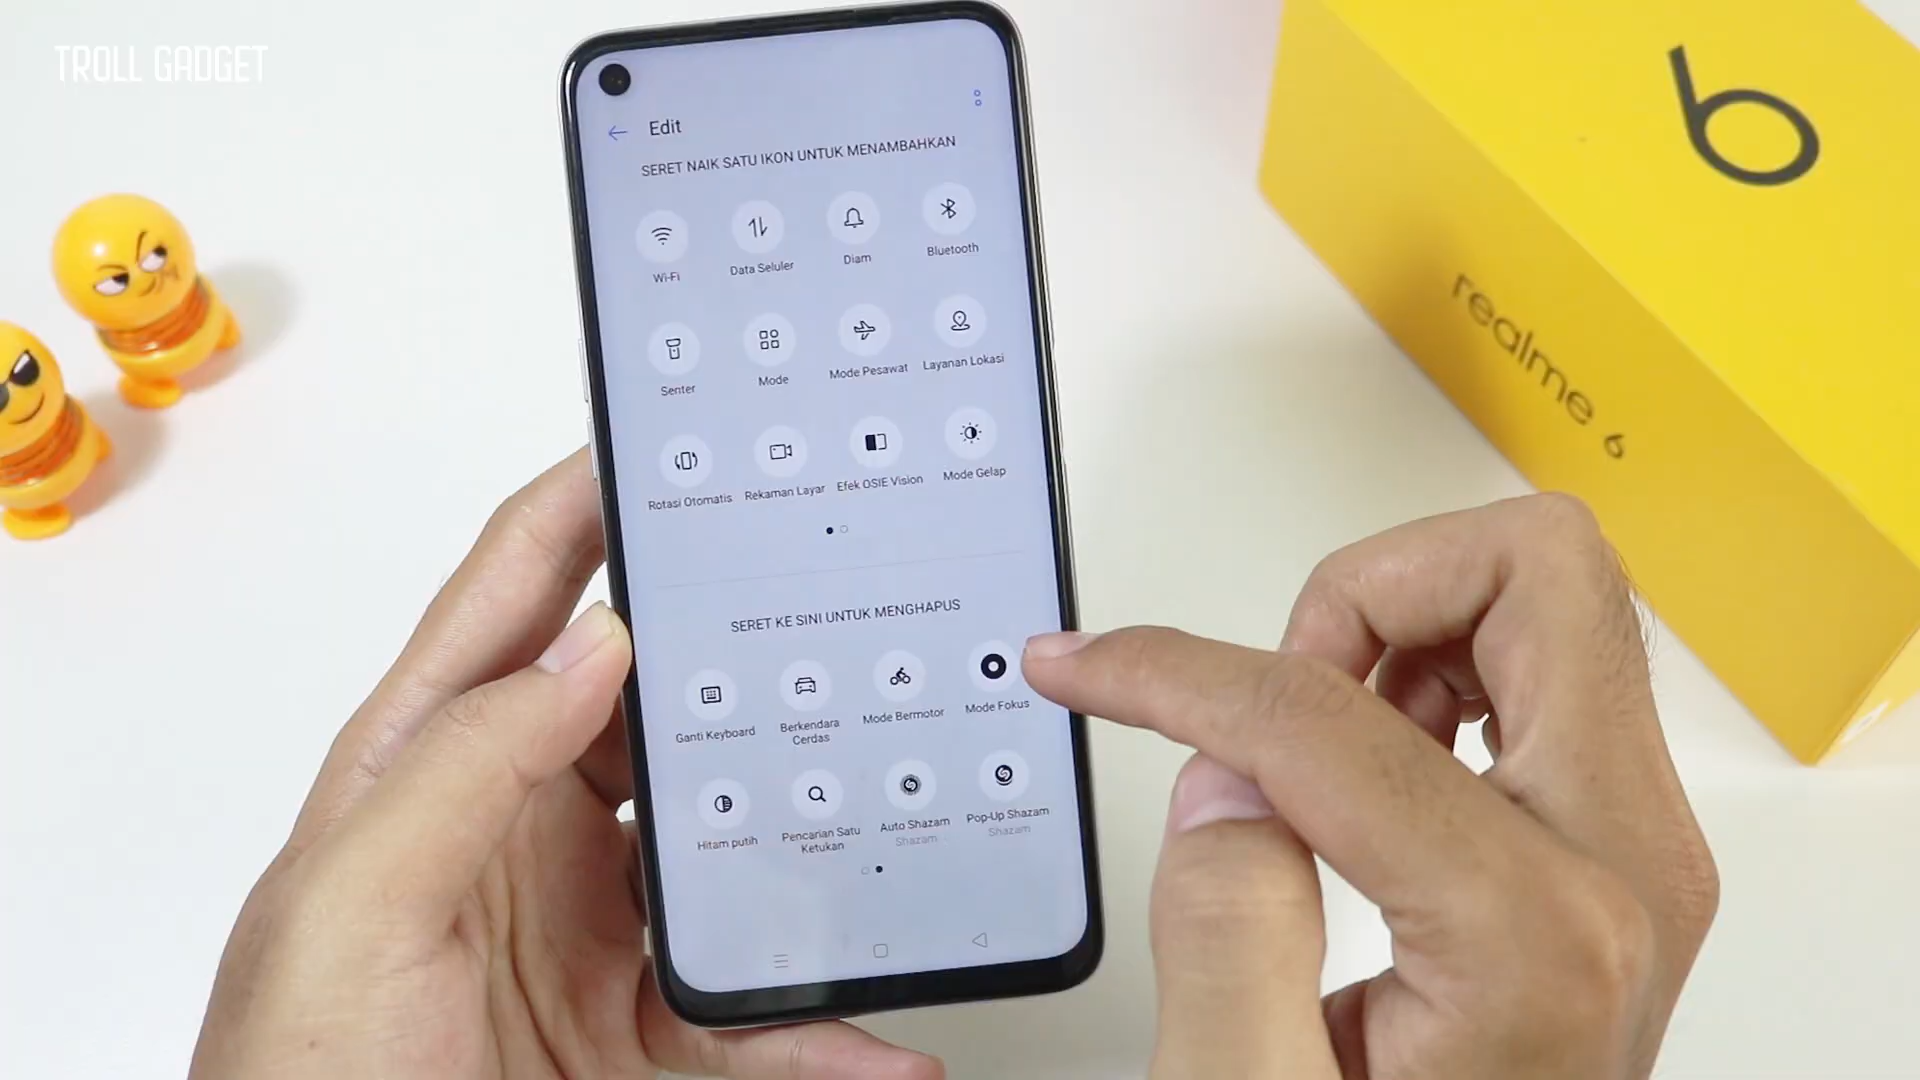 TROLL GADGET
Edit
SERET NAIK SATU IKON UNTUK MENAMBAHKAN
Wi-Fi
Data Seluler
Diam
Bluetooth
Senter
Mode
Mode Pesawat
Layanan Lokasi
Rotasi Otomatis
Rekaman Layar
Efek OSIE Vision
Mode Gelap
SERET KE SINI UNTUK MENGHAPUS
Ganti Keyboard
Berkendara
Cerdas
Mode Bermotor
Mode Fokus
Hitam putih
Pencarian Satu
Ketukan
Auto Shazam
Shazam
Pop-Up Shazam
Shazam
6
realme 6